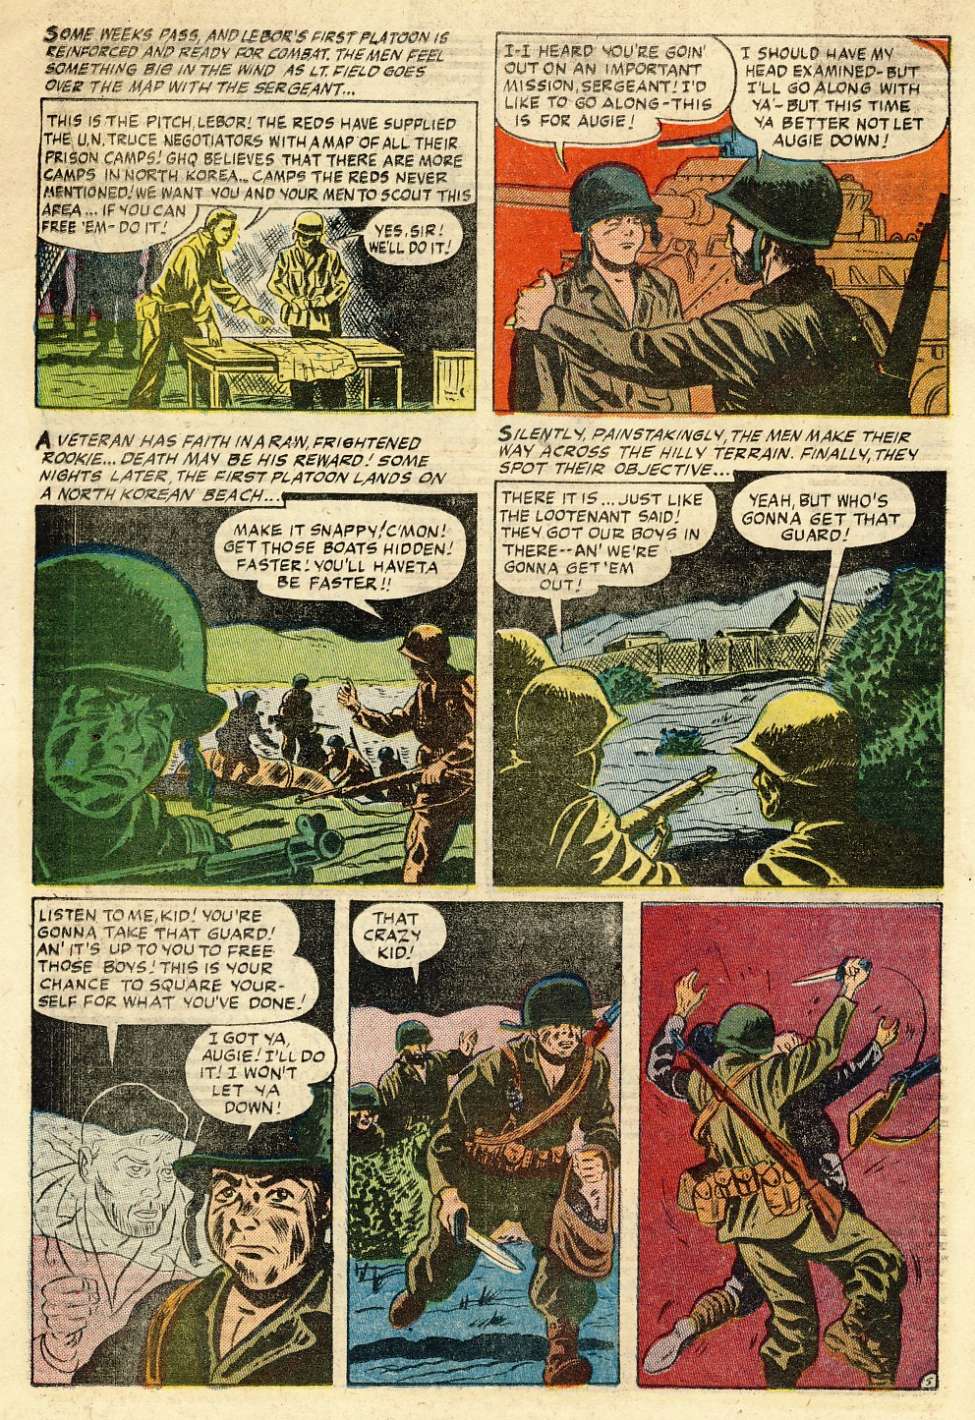 SOME WEEKS PASS, AND LEBOR'S FIRST PLATOON IS
REINFORCED AND READY FOR COMBAT. THE MEN FEEL
SOMETHING BIG IN THE WIND AS LT. FIELD GOES
OVER THE MAP WITH THE SERGEANT...
THIS IS THE PITCH, LEBOR! THE REDS HAVE SUPPLIED
THE U.N. TRUCE NEGOTIATORS WITH A MAP OF ALL THEIR
PRISON CAMPS! GHQ BELIEVES THAT THERE ARE MORE
CAMPS IN NORTH KOREA... CAMPS THE REDS NEVER
MENTIONED! WE WANT YOU AND YOUR MEN TO SCOUT THIS
AREA... IF YOU CAN
FREE 'EM- DO IT!
YES, SIR!
WE'LL DO IT!
I-I HEARD YOU'RE GOIN'
OUT ON AN IMPORTANT
MISSION, SERGEANT! I'D
LIKE TO GO ALONG-THIS
IS FOR AUGIE!
I SHOULD HAVE MY
HEAD EXAMINED-BUT
I'LL GO ALONG WITH
YA-BUT THIS TIME
YA BETTER NOT LET
AUGIE DOWN!
A VETERAN HAS FAITH IN A RAW, FRIGHTENED
ROOKIE... DEATH MAY BE HIS REWARD! SOME
NIGHTS LATER, THE FIRST PLATOON LANDS ON
A NORTH KOREAN BEACH...
MAKE IT SNAPPY! C'MON!
GET THOSE BOATS HIDDEN!
FASTER! YOU'LL HAVETA
BE FASTER!!
SILENTLY, PAINSTAKINGLY, THE MEN MAKE THEIR
WAY ACROSS THE HILLY TERRAIN. FINALLY, THEY
SPOT THEIR OBJECTIVE...
THERE IT IS... JUST LIKE
THE LOOTENANT SAID!
THEY GOT OUR BOYS IN
THERE--AN' WE'RE
GONNA GET 'EM
OUT!
YEAH, BUT WHO'S
GONNA GET THAT
GUARD!
LISTEN TO ME, KID! YOU'RE
GONNA TAKE THAT GUARD!
AN' IT'S UP TO YOU TO FREE
THOSE BOYS! THIS IS YOUR
CHANCE TO SQUARE YOUR-
SELF FOR WHAT YOU'VE DONE!
I GOT YA,
AUGIE! I'LL DO
IT! I WON'T
LET YA
DOWN!
THAT
CRAZY
KID!
5